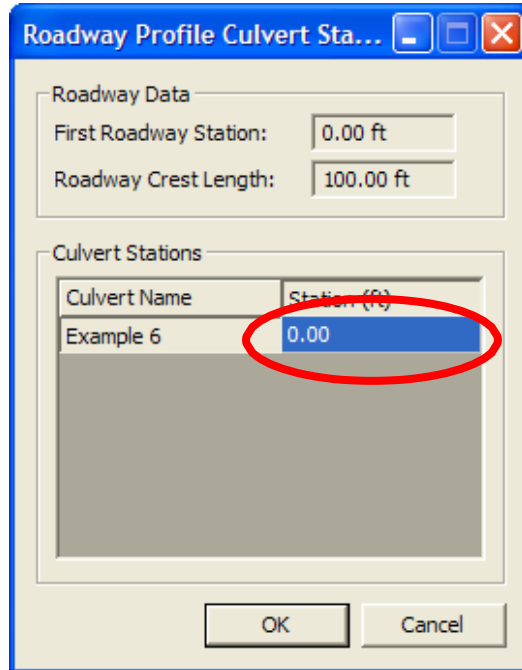 Roadway Profile Culvert Sta...
Roadway Data
First Roadway Station: 0.00 ft
Roadway Crest Length: 100.00 ft
Culvert Stations
Culvert Name Station (ft)
Example 6 0.00
OK Cancel